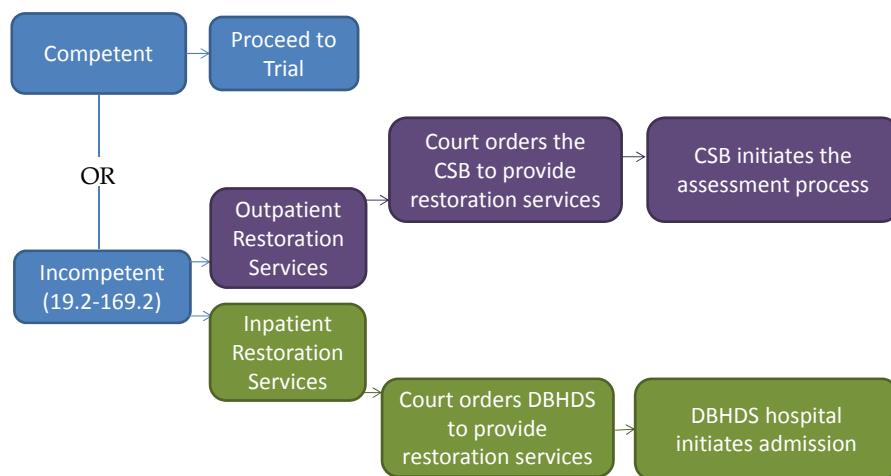 Competent
Proceed to
Trial
OR
Incompetent
(19.2-169.2)
Outpatient
Restoration
Services
Court orders the
CSB to provide
restoration services
CSB initiates the
assessment process
Inpatient
Restoration
Services
Court orders DBHDS
to provide
restoration services
DBHDS hospital
initiates admission